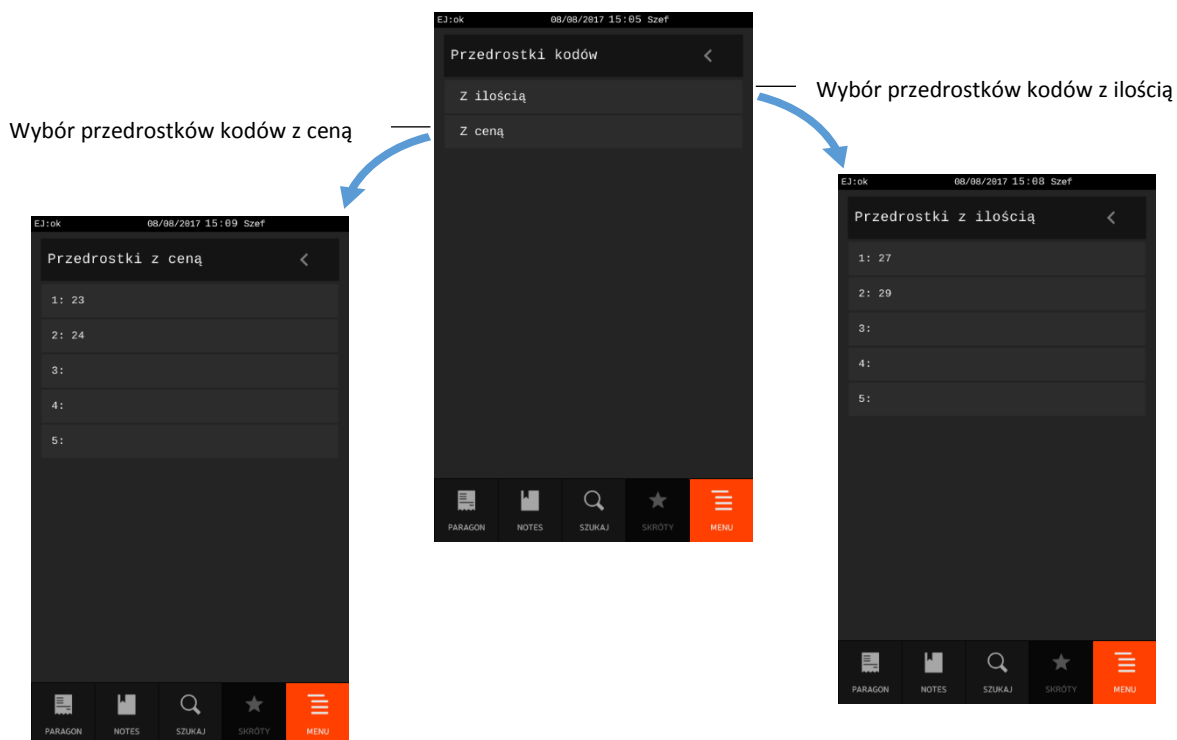 EJ:ok 08/08/2017 15:05 Szef
Przedrostki kodów
Z ilością
Z ceną
PARAGON NOTES SZUKAJ SKRÓTY MENU
Wybór przedrostków kodów z ceną
Wybór przedrostków kodów z ilością
EJ:ok 08/08/2017 15:09 Szef
Przedrostki z ceną
1: 23
2: 24
3:
4:
5:
PARAGON NOTES SZUKAJ SKRÓTY MENU
EJ:ok 08/08/2017 15:08 Szef
Przedrostki z ilością
1: 27
2: 29
3:
4:
5:
PARAGON NOTES SZUKAJ SKRÓTY MENU